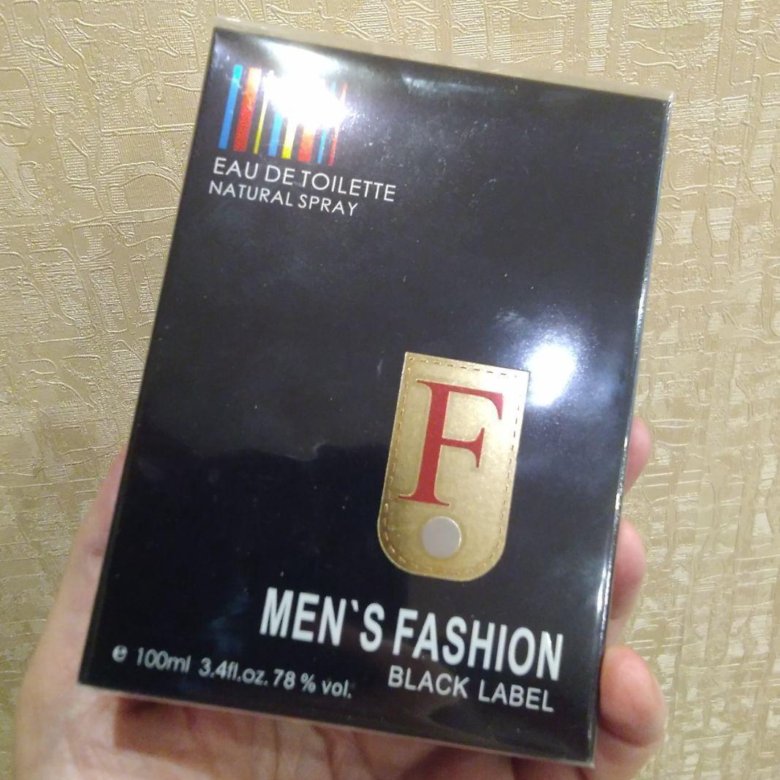 EAU DE TOILETTE
NATURAL SPRAY
F
MEN`S FASHION
BLACK LABEL
e 100ml 3.4fl.oz. 78 % vol.